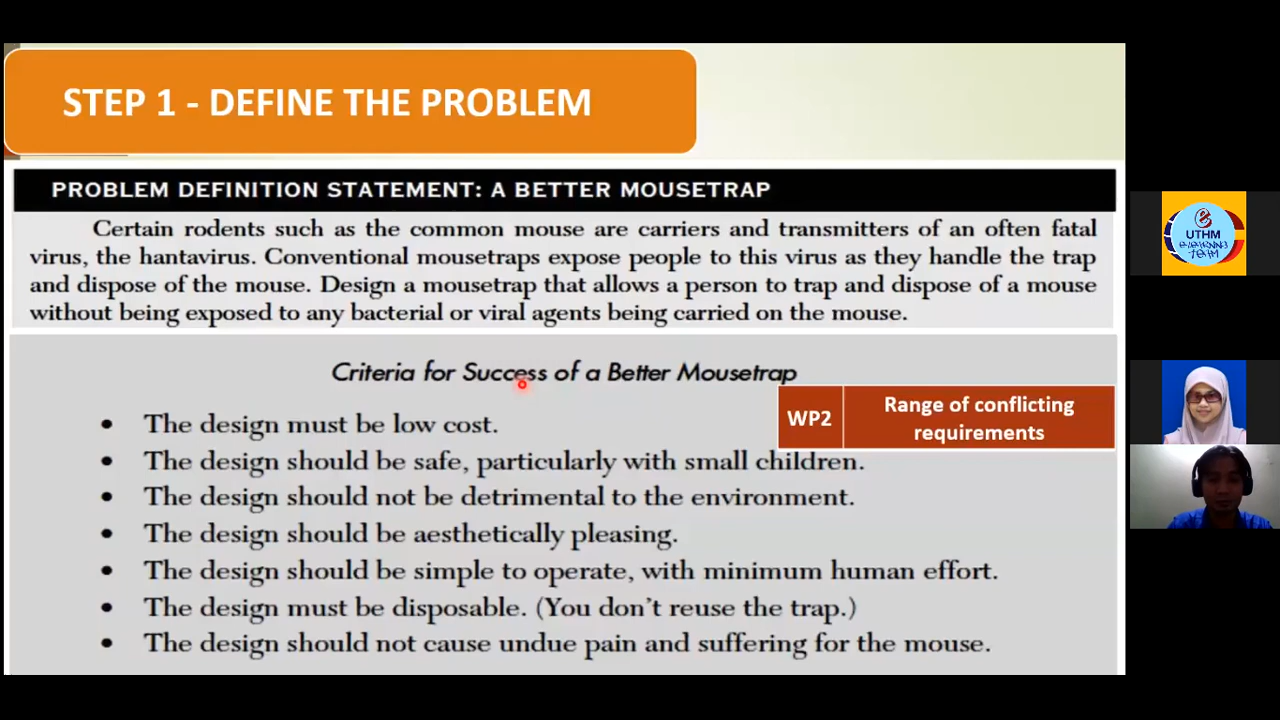 STEP 1 - DEFINE THE PROBLEM
PROBLEM DEFINITION STATEMENT: A BETTER MOUSETRAP
Certain rodents such as the common mouse are carriers and transmitters of an often fatal
virus, the hantavirus. Conventional mousetraps expose people to this virus as they handle the trap
and dispose of the mouse. Design a mousetrap that allows a person to trap and dispose of a mouse
without being exposed to any bacterial or viral agents being carried on the mouse.
Criteria for Success of a Better Mousetrap
WP2
Range of conflicting
requirements
• The design must be low cost.
• The design should be safe, particularly with small children.
• The design should not be detrimental to the environment.
• The design should be aesthetically pleasing.
• The design should be simple to operate, with minimum human effort.
• The design must be disposable. (You don't reuse the trap.)
• The design should not cause undue pain and suffering for the mouse.
e
UTHM
eLEARNING
TEAM